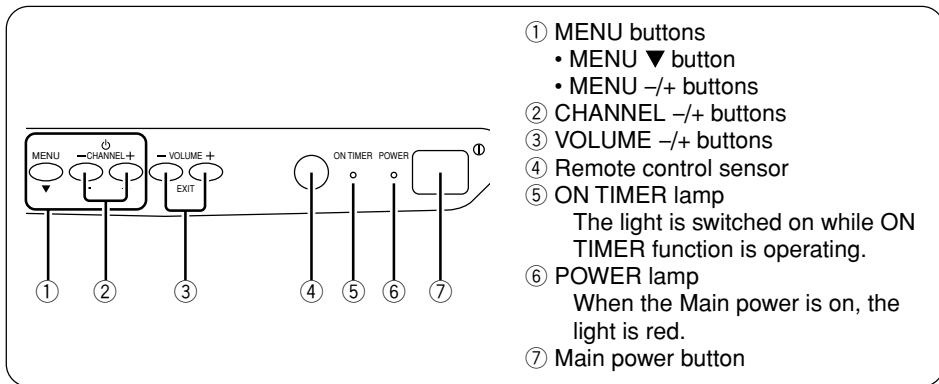 ① MENU buttons
• MENU ▼ button
• MENU –/+ buttons
② CHANNEL –/+ buttons
③ VOLUME –/+ buttons
④ Remote control sensor
⑤ ON TIMER lamp
The light is switched on while ON
TIMER function is operating.
⑥ POWER lamp
When the Main power is on, the
light is red.
⑦ Main power button
MENU – CHANNEL + – VOLUME + ON TIMER POWER
▼ - . EXIT
① ② ③ ④ ⑤ ⑥ ⑦